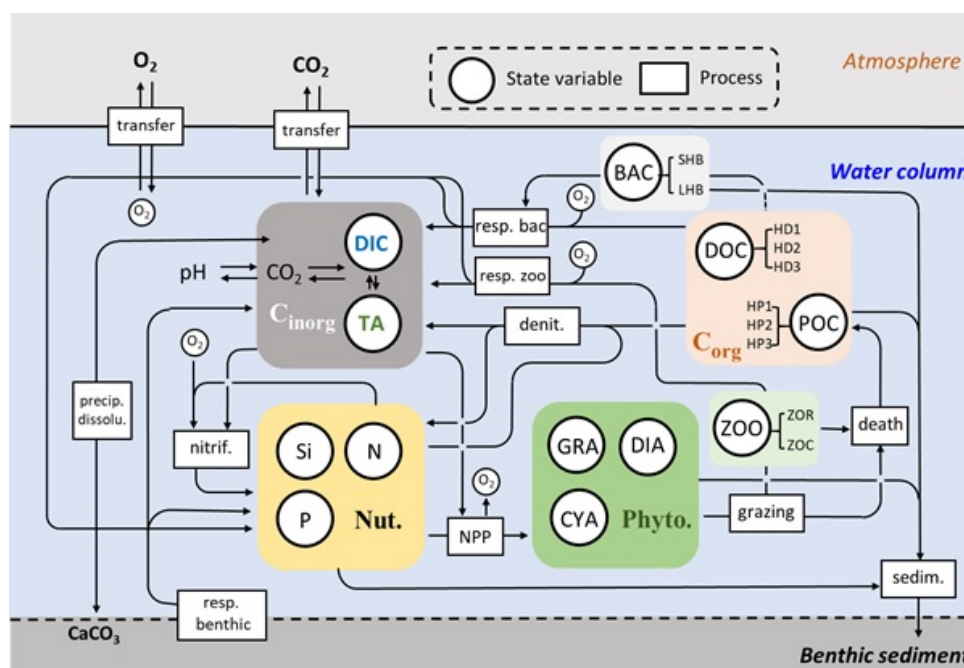 Atmosphere
O2
CO2
State variable
Process
transfer
transfer
Water column
O2
BAC
SHB
LHB
O2
resp. bac
DIC
DOC
HD1
HD2
HD3
resp. zoo
O2
pH
CO2
Cinorg
TA
denit.
HP1
HP2
HP3
POC
Corg
O2
precip.
dissolu.
nitrif.
Si
N
GRA
DIA
ZOO
ZOR
ZOC
death
P
Nut.
O2
NPP
CYA
Phyto.
grazing
sedim.
resp.
benthic
CaCO3
Benthic sediment